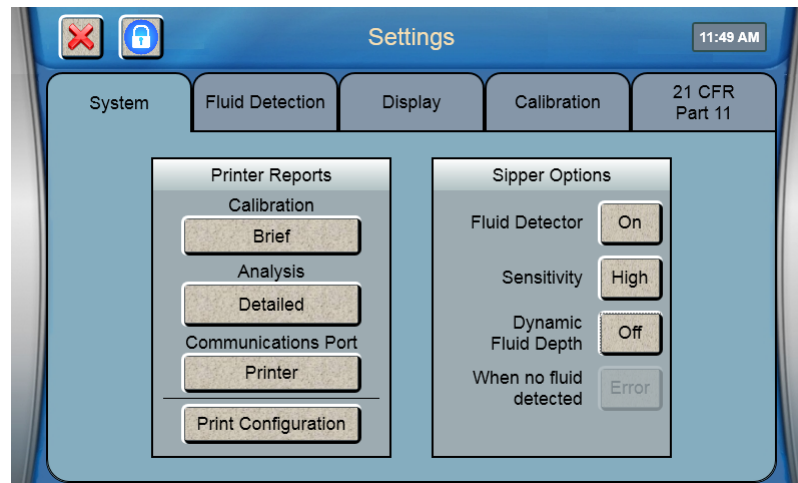 Settings
11:49 AM
System
Fluid Detection
Display
Calibration
21 CFR
Part 11
Printer Reports
Calibration
Brief
Analysis
Detailed
Communications Port
Printer
Print Configuration
Sipper Options
Fluid Detector
On
Sensitivity
High
Dynamic
Fluid Depth
Off
When no fluid
detected
Error